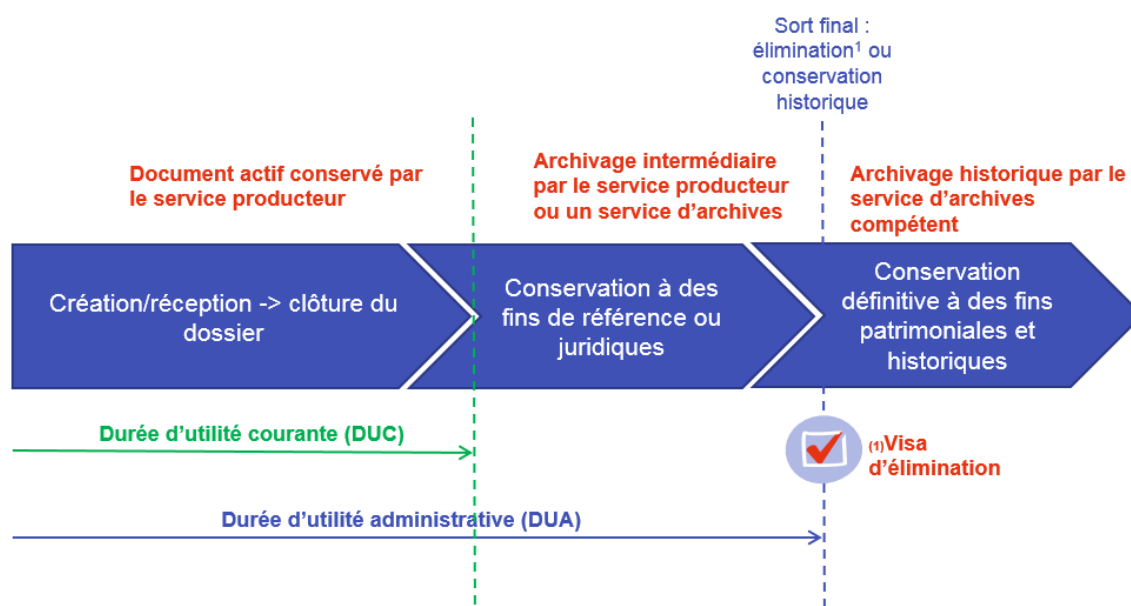 Sort final :
élimination¹ ou
conservation
historique
Document actif conservé par
le service producteur
Archivage intermédiaire
par le service producteur
ou un service d’archives
Archivage historique par le
service d’archives
compétent
Création/réception -> clôture du
dossier
Conservation à des
fins de référence ou
juridiques
Conservation
définitive à des fins
patrimoniales et
historiques
Durée d’utilité courante (DUC)
(1)Visa
d’élimination
Durée d’utilité administrative (DUA)